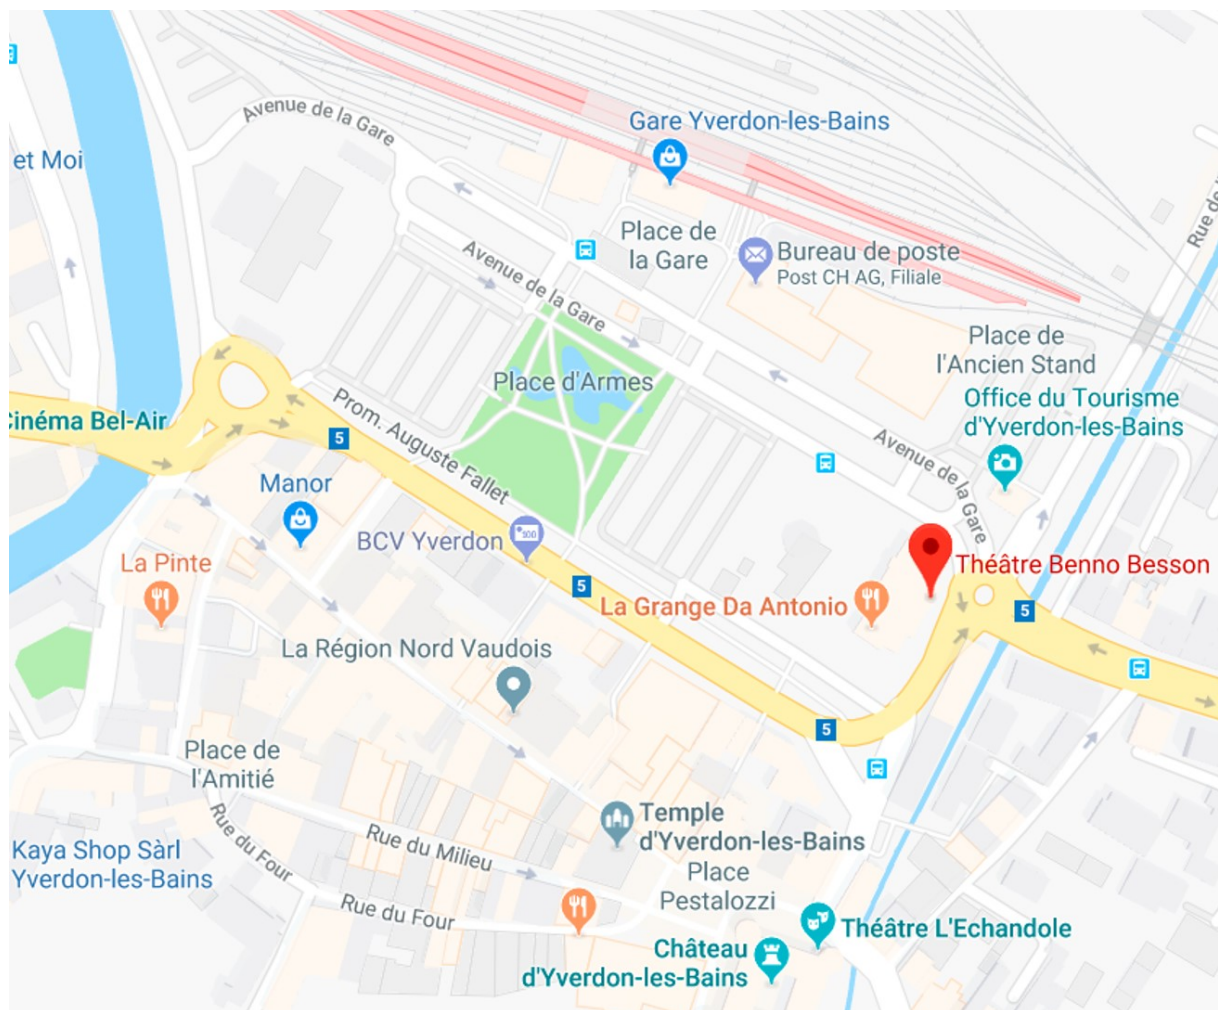 Avenue de la Gare
Gare Yverdon-les-Bains
et Moi
Place de
la Gare
Bureau de poste
Post CH AG, Filiale
Avenue de la Gare
Rue de
Place de
l'Ancien Stand
Place d'Armes
Office du Tourisme
d'Yverdon-les-Bains
Cinéma Bel-Air
5
Prom. Auguste Fallet
Avenue de la Gare
Manor
BCV Yverdon
La Pinte
Théâtre Benno Besson
5
La Grange Da Antonio
5
La Région Nord Vaudois
5
Place de
l'Amitié
Temple
d'Yverdon-les-Bains
Rue du Four
Rue du Milieu
Kaya Shop Sàrl
Yverdon-les-Bains
Place
Pestalozzi
Rue du Four
Théâtre L'Echandole
Château
d'Yverdon-les-Bains